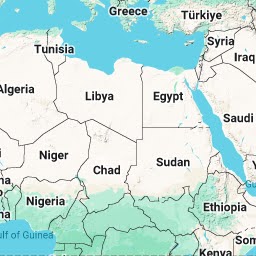 Greece
Türkiye
Tunisia
Syria
Iraq
Algeria
Libya
Egypt
Saudi
Niger
Chad
Sudan
Nigeria
Ethiopia
ulf of Guinea
Kenya
Som